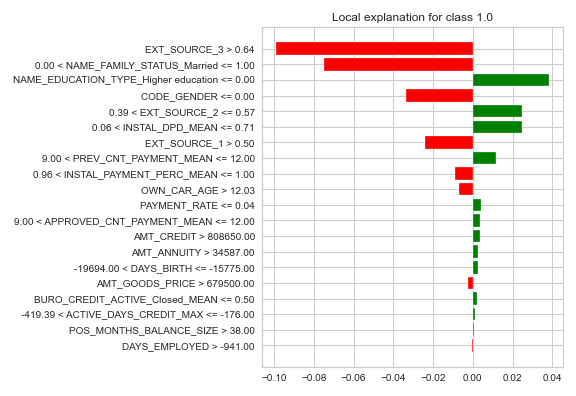 Local explanation for class 1.0
EXT_SOURCE_3 > 0.64
0.00 < NAME_FAMILY_STATUS_Married <= 1.00
NAME_EDUCATION_TYPE_Higher education <= 0.00
CODE_GENDER <= 0.00
0.39 < EXT_SOURCE_2 <= 0.57
0.06 < INSTAL_DPD_MEAN <= 0.71
EXT_SOURCE_1 > 0.50
9.00 < PREV_CNT_PAYMENT_MEAN <= 12.00
0.96 < INSTAL_PAYMENT_PERC_MEAN <= 1.00
OWN_CAR_AGE > 12.03
PAYMENT_RATE <= 0.04
9.00 < APPROVED_CNT_PAYMENT_MEAN <= 12.00
AMT_CREDIT > 808650.00
AMT_ANNUITY > 34587.00
-19694.00 < DAYS_BIRTH <= -15775.00
AMT_GOODS_PRICE > 679500.00
BURO_CREDIT_ACTIVE_Closed_MEAN <= 0.50
-419.39 < ACTIVE_DAYS_CREDIT_MAX <= -176.00
POS_MONTHS_BALANCE_SIZE > 38.00
DAYS_EMPLOYED > -941.00
−0.10 −0.08 −0.06 −0.04 −0.02 0.00 0.02 0.04